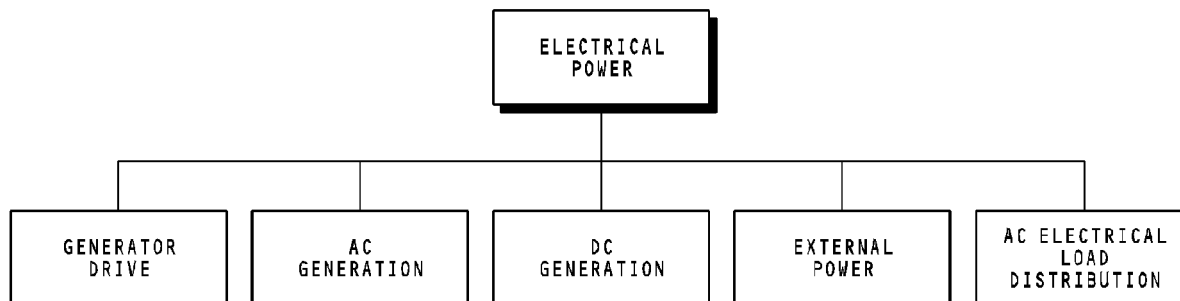 ELECTRICAL
POWER
GENERATOR
DRIVE
AC
GENERATION
DC
GENERATION
EXTERNAL
POWER
AC ELECTRICAL
LOAD
DISTRIBUTION